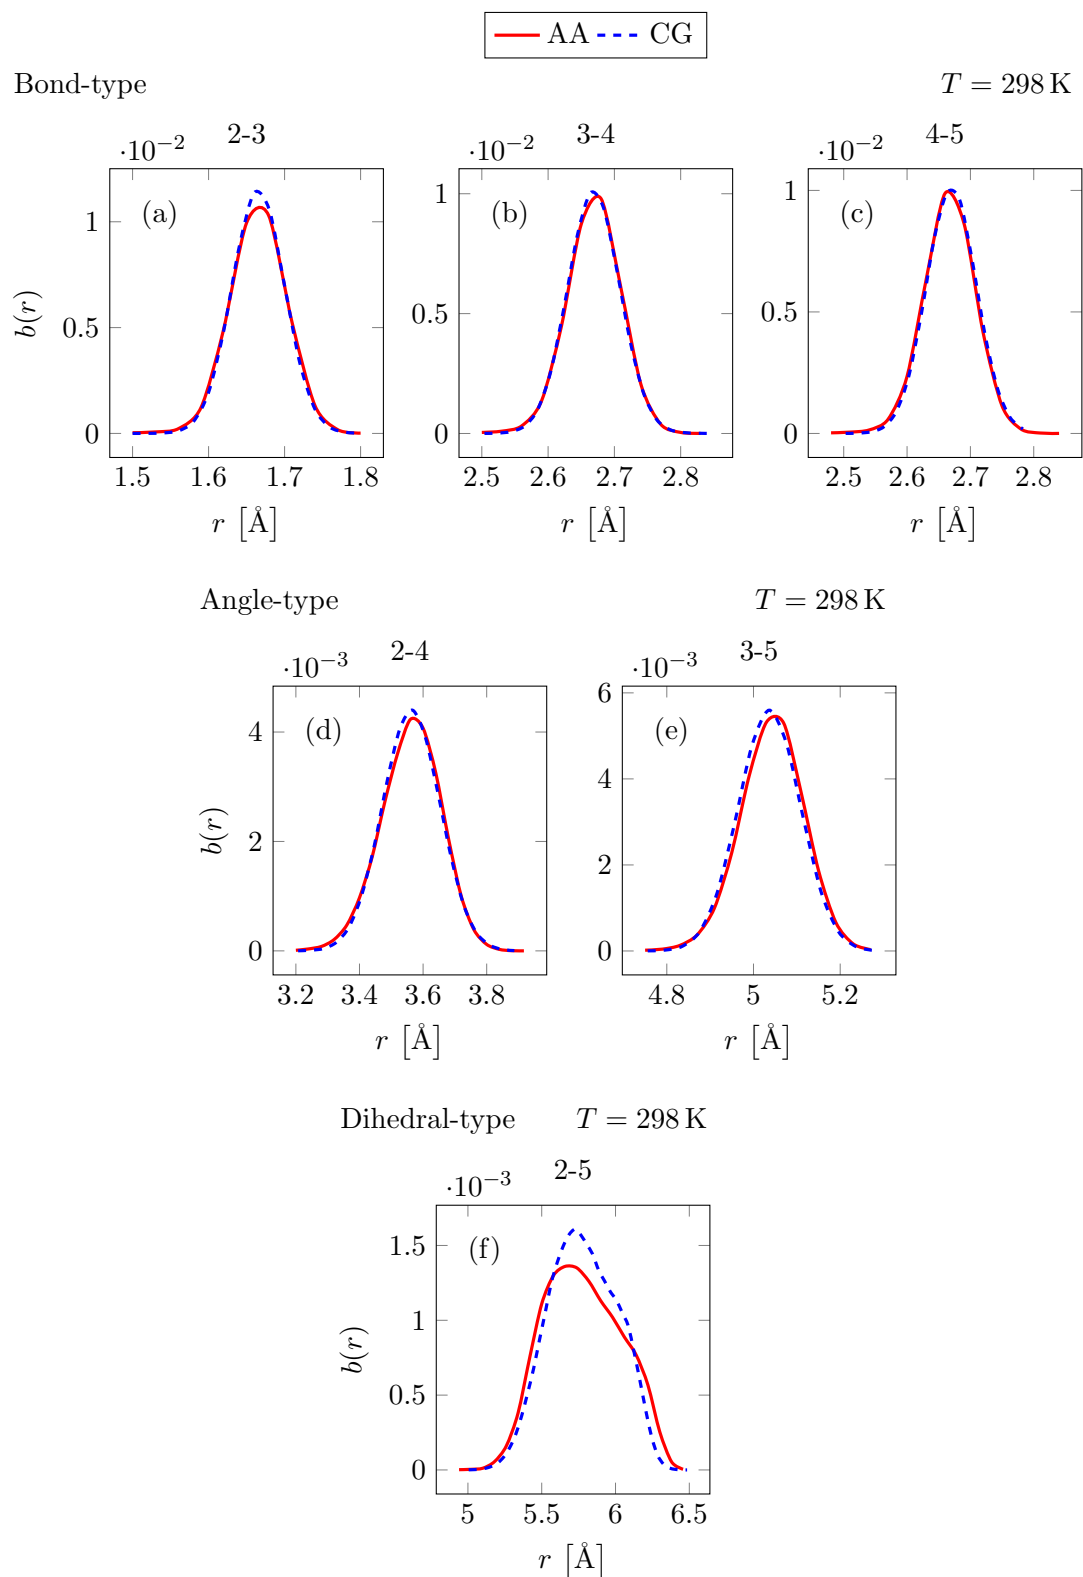 AA CG
Bond-type T = 298 K
·10⁻² 2-3 ·10⁻² 3-4 ·10⁻² 4-5
(a) (b) (c)
b(r)
1 0.5 0
1 0.5 0
1 0.5 0
1.5 1.6 1.7 1.8 2.5 2.6 2.7 2.8 2.5 2.6 2.7 2.8
r [Å] r [Å] r [Å]
Angle-type T = 298 K
·10⁻³ 2-4 ·10⁻³ 3-5
(d) (e)
b(r)
4 2 0
6 4 2 0
3.2 3.4 3.6 3.8 4.8 5 5.2
r [Å] r [Å]
Dihedral-type T = 298 K
·10⁻³ 2-5
(f)
b(r)
1.5 1 0.5 0
5 5.5 6 6.5
r [Å]